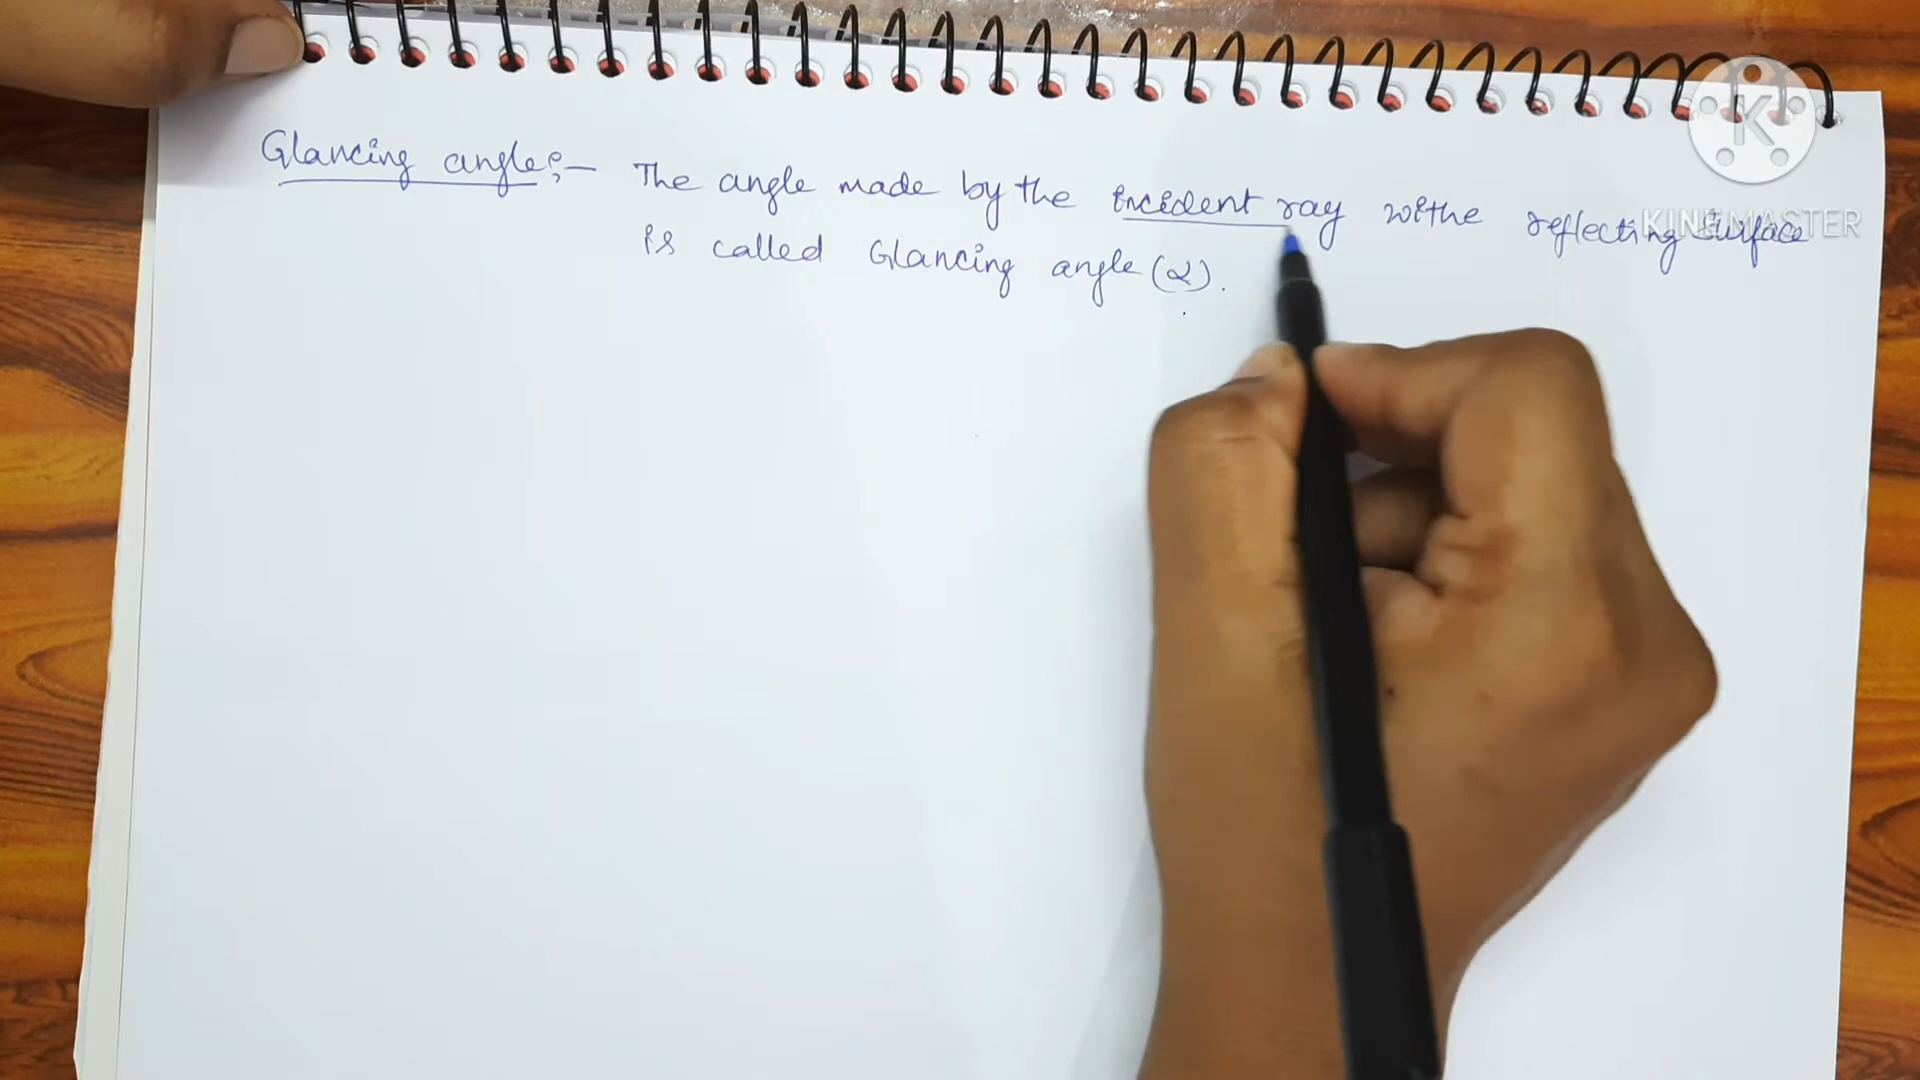 Glancing angle:- The angle made by the incident ray withe reflecting surface
is called Glancing angle (α).
KINEMASTER